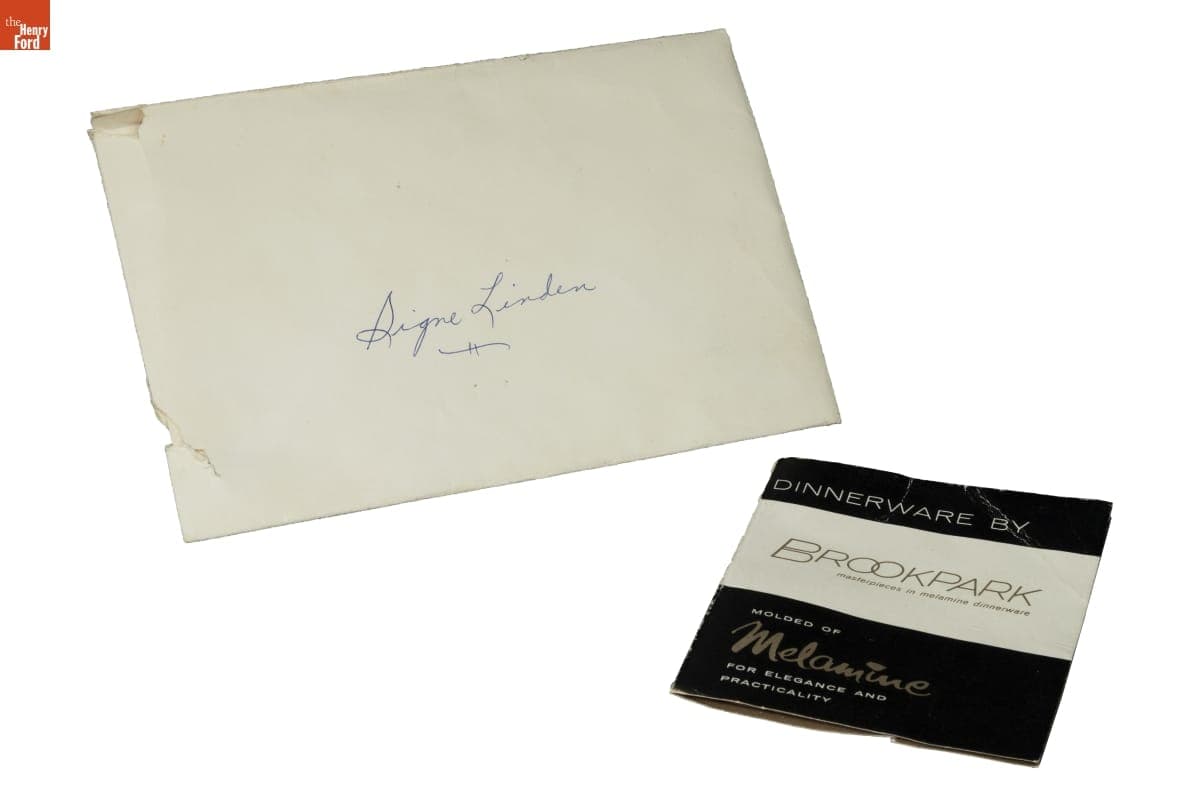 the
Henry
Ford
Signe Linden
DINNERWARE BY
BROOKPARK
masterpieces in melamine dinnerware
MOLDED OF
Melamine
FOR ELEGANCE AND
PRACTICALITY